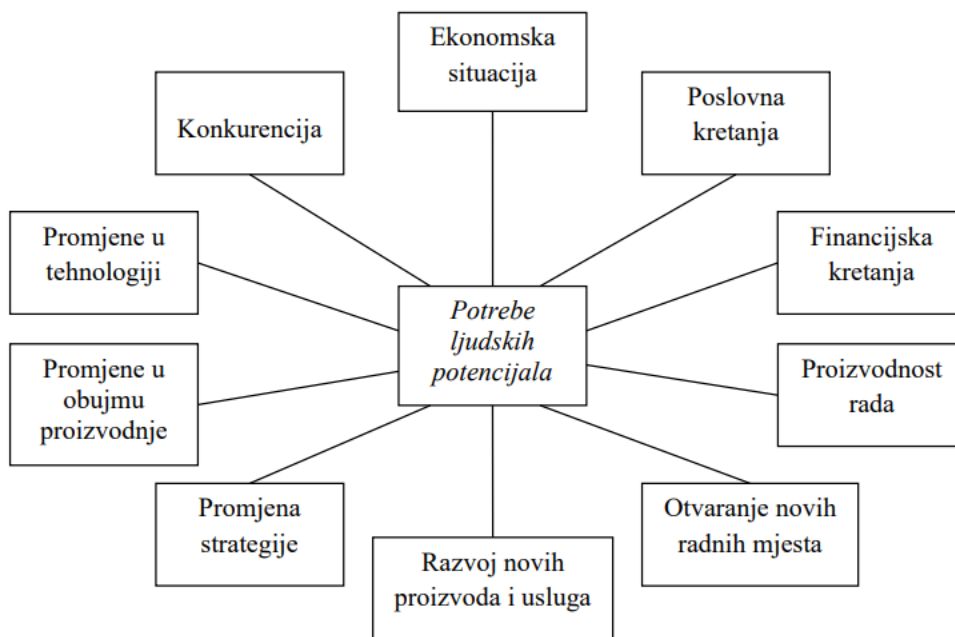 Ekonomska
situacija
Konkurencija
Poslovna
kretanja
Promjene u
tehnologiji
Financijska
kretanja
Potrebe
ljudskih
potencijala
Promjene u
obujmu
proizvodnje
Proizvodnost
rada
Promjena
strategije
Otvaranje novih
radnih mjesta
Razvoj novih
proizvoda i usluga